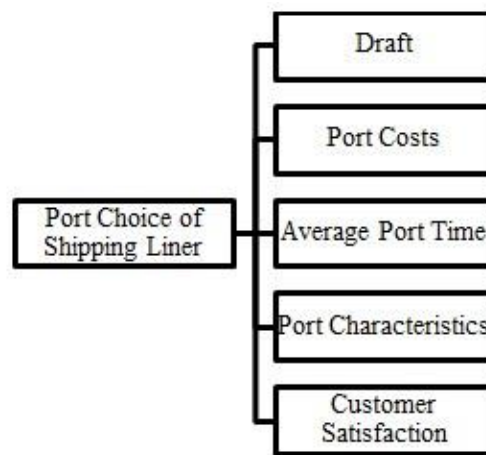 Draft
Port Costs
Port Choice of
Shipping Liner
Average Port Time
Port Characteristics
Customer
Satisfaction